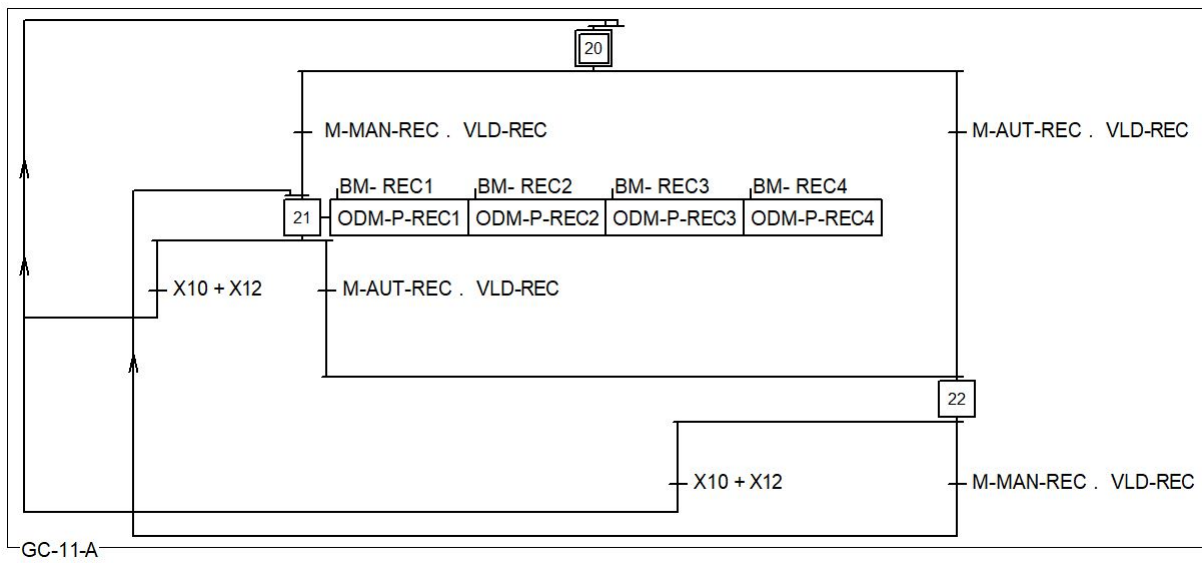 20
M-MAN-REC . VLD-REC
M-AUT-REC . VLD-REC
BM- REC1 BM- REC2 BM- REC3 BM- REC4
21 ODM-P-REC1 ODM-P-REC2 ODM-P-REC3 ODM-P-REC4
X10 + X12
M-AUT-REC . VLD-REC
22
X10 + X12
M-MAN-REC . VLD-REC
GC-11-A